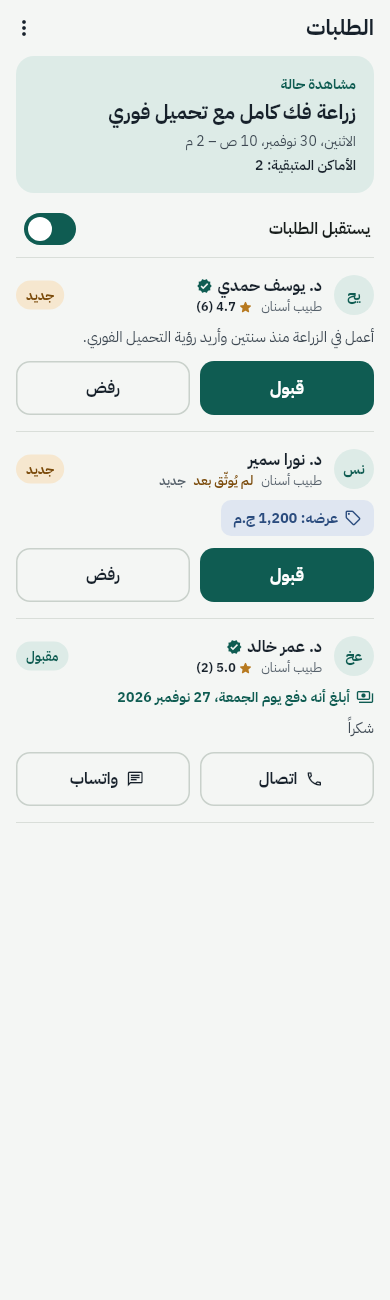 الطلبات
مشاهدة حالة
زراعة فك كامل مع تحميل فوري
الاثنين، 30 نوفمبر، 10 ص – 2 م
الأماكن المتبقية: 2
يستقبل الطلبات
يح
د. يوسف حمدي
جديد
طبيب أسنان 4.7 (6)
أعمل في الزراعة منذ سنتين وأريد رؤية التحميل الفوري.
قبول
رفض
نس
د. نورا سمير
جديد
طبيب أسنان لم يُوثَّق بعد جديد
عرضه: 1,200 ج.م
قبول
رفض
عخ
د. عمر خالد
مقبول
طبيب أسنان 5.0 (2)
أبلغ أنه دفع يوم الجمعة، 27 نوفمبر 2026
شكراً
اتصال
واتساب